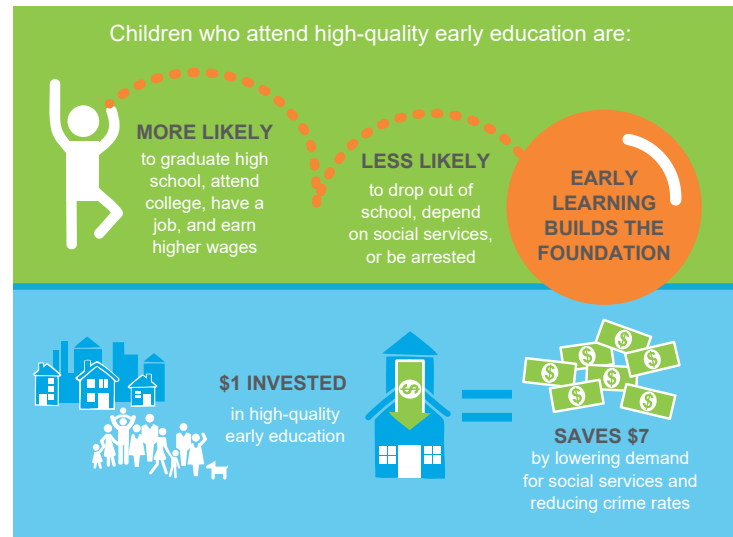 Children who attend high-quality early education are:
MORE LIKELY
to graduate high
school, attend
college, have a
job, and earn
higher wages
LESS LIKELY
to drop out of
school, depend
on social services,
or be arrested
EARLY
LEARNING
BUILDS THE
FOUNDATION
$1 INVESTED
in high-quality
early education
$
=
$
$
$
$
$
$
SAVES $7
by lowering demand
for social services and
reducing crime rates